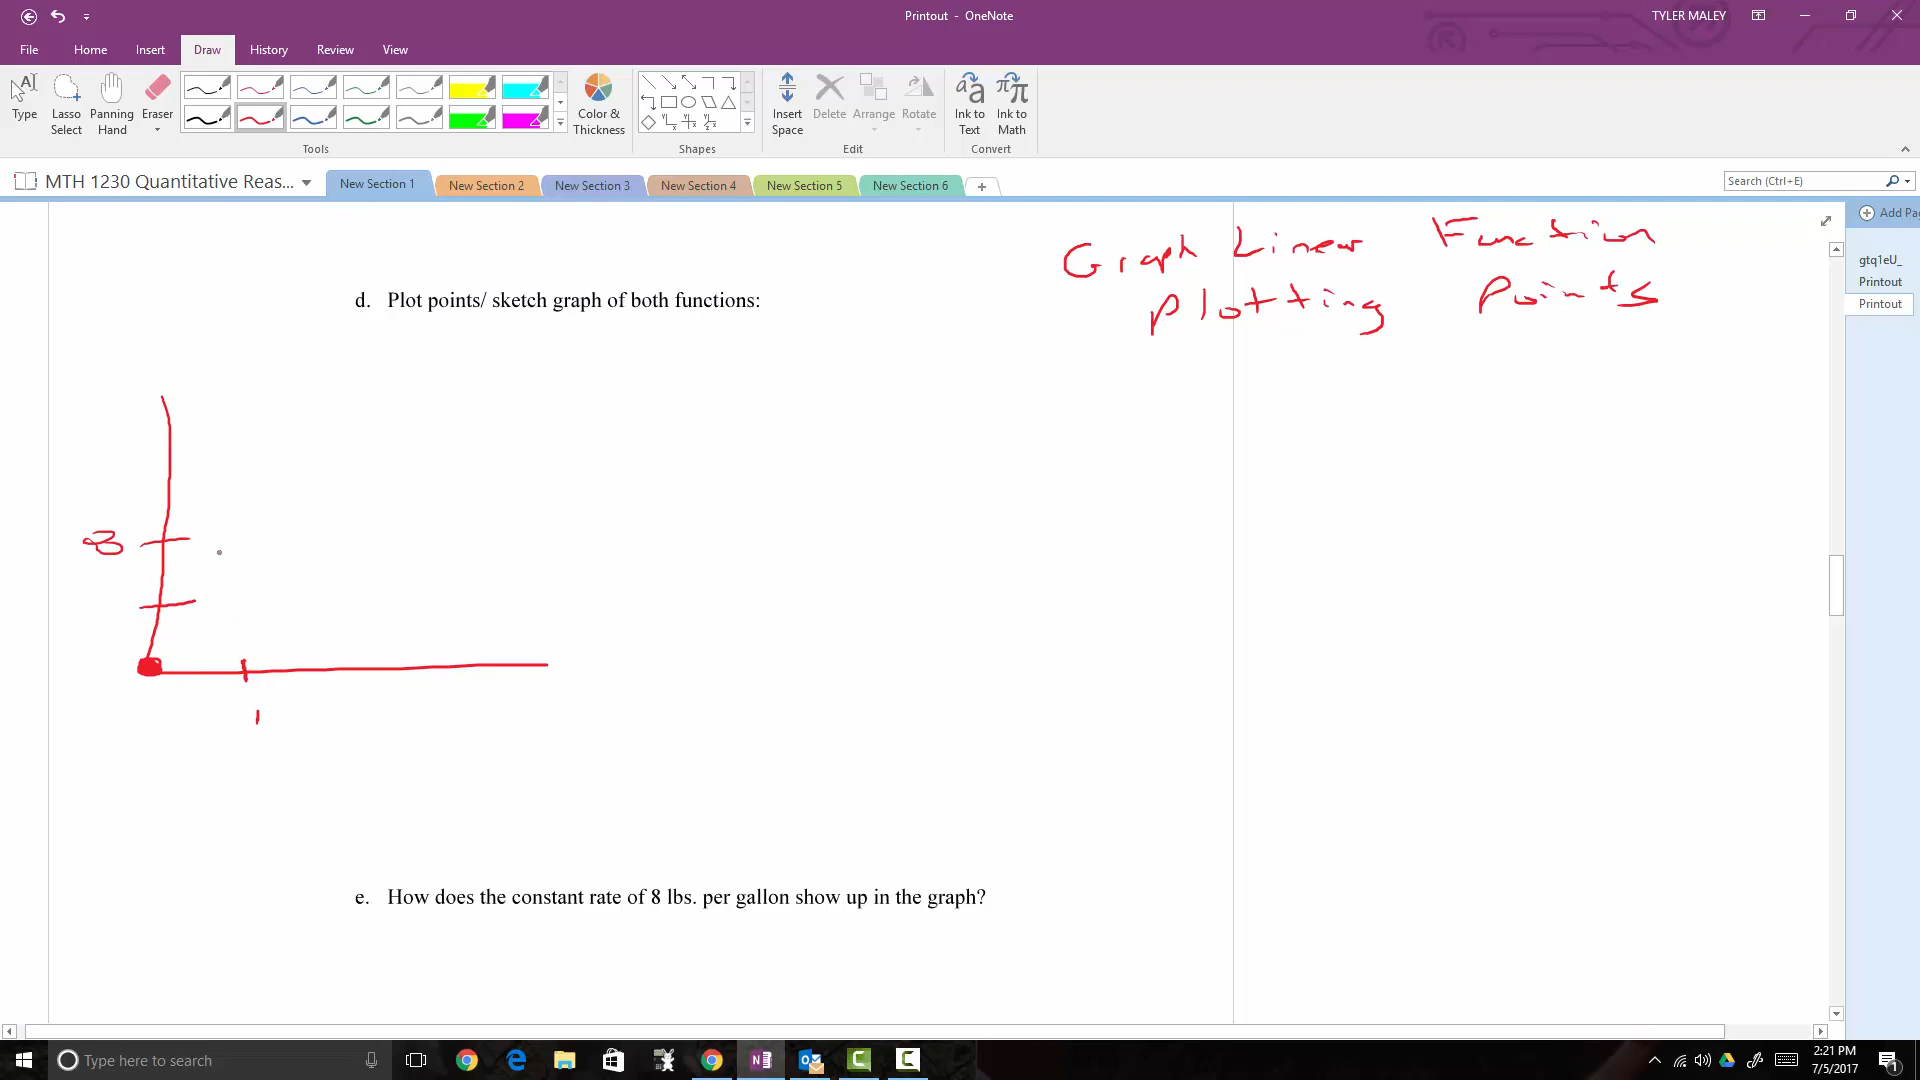 Printout - OneNote
TYLER MALEY
File Home Insert Draw History Review View
Type
Lasso Select
Panning Hand
Eraser
Color & Thickness
Insert Space
Delete
Arrange
Rotate
Ink to Text
Ink to Math
Tools
Shapes
Edit
Convert
MTH 1230 Quantitative Reas...
New Section 1
New Section 2
New Section 3
New Section 4
New Section 5
New Section 6
Search (Ctrl+E)
Add Pag
gtq1eU_
Printout
Printout
Graph Linear Function
Plotting Points
d. Plot points/ sketch graph of both functions:
8
1
e. How does the constant rate of 8 lbs. per gallon show up in the graph?
Type here to search
2:21 PM
7/5/2017